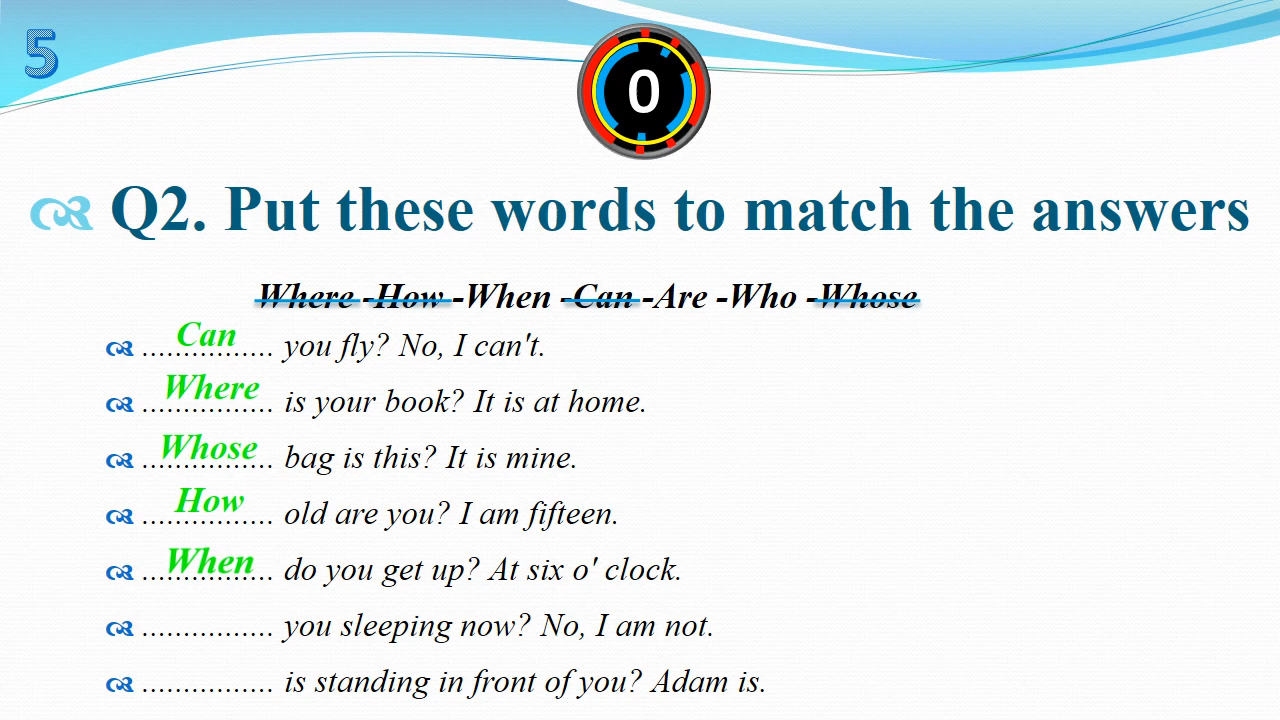 5
0
Q2. Put these words to match the answers
Where -How -When -Can -Are -Who -Whose
Can ................ you fly? No, I can't.
Where ................ is your book? It is at home.
Whose ................ bag is this? It is mine.
How ................ old are you? I am fifteen.
When ................ do you get up? At six o' clock.
................ you sleeping now? No, I am not.
................ is standing in front of you? Adam is.